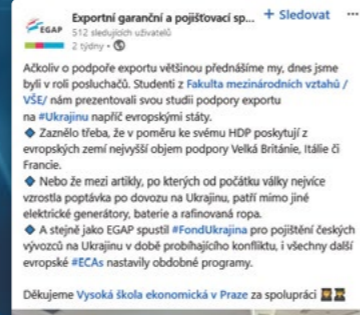 EGAP
Exportní garanční a pojišťovací sp...
+ Sledovat
512 sledujících uživatelů
2 týdny •
Ačkoliv o podpoře exportu většinou přednášíme my, dnes jsme
byli v roli posluchačů. Studenti z Fakulta mezinárodních vztahů /
VŠE/ nám prezentovali svou studii podpory exportu
na #Ukrajinu napříč evropskými státy.
🔹 Zaznělo třeba, že v poměru ke svému HDP poskytují z
evropských zemí nejvyšší objem podpory Velká Británie, Itálie či
Francie.
🔹 Nebo že mezi artikly, po kterých od počátku války nejvíce
vzrostla poptávka po dovozu na Ukrajinu, patří mimo jiné
elektrické generátory, baterie a rafinovaná ropa.
🔹 A stejně jako EGAP spustil #FondUkrajina pro pojištění českých
vývozců na Ukrajinu v době probíhajícího konfliktu, i všechny další
evropské #ECAs nastavily obdobné programy.
Děkujeme Vysoká škola ekonomická v Praze za spolupráci 👩‍🎓👨‍🎓